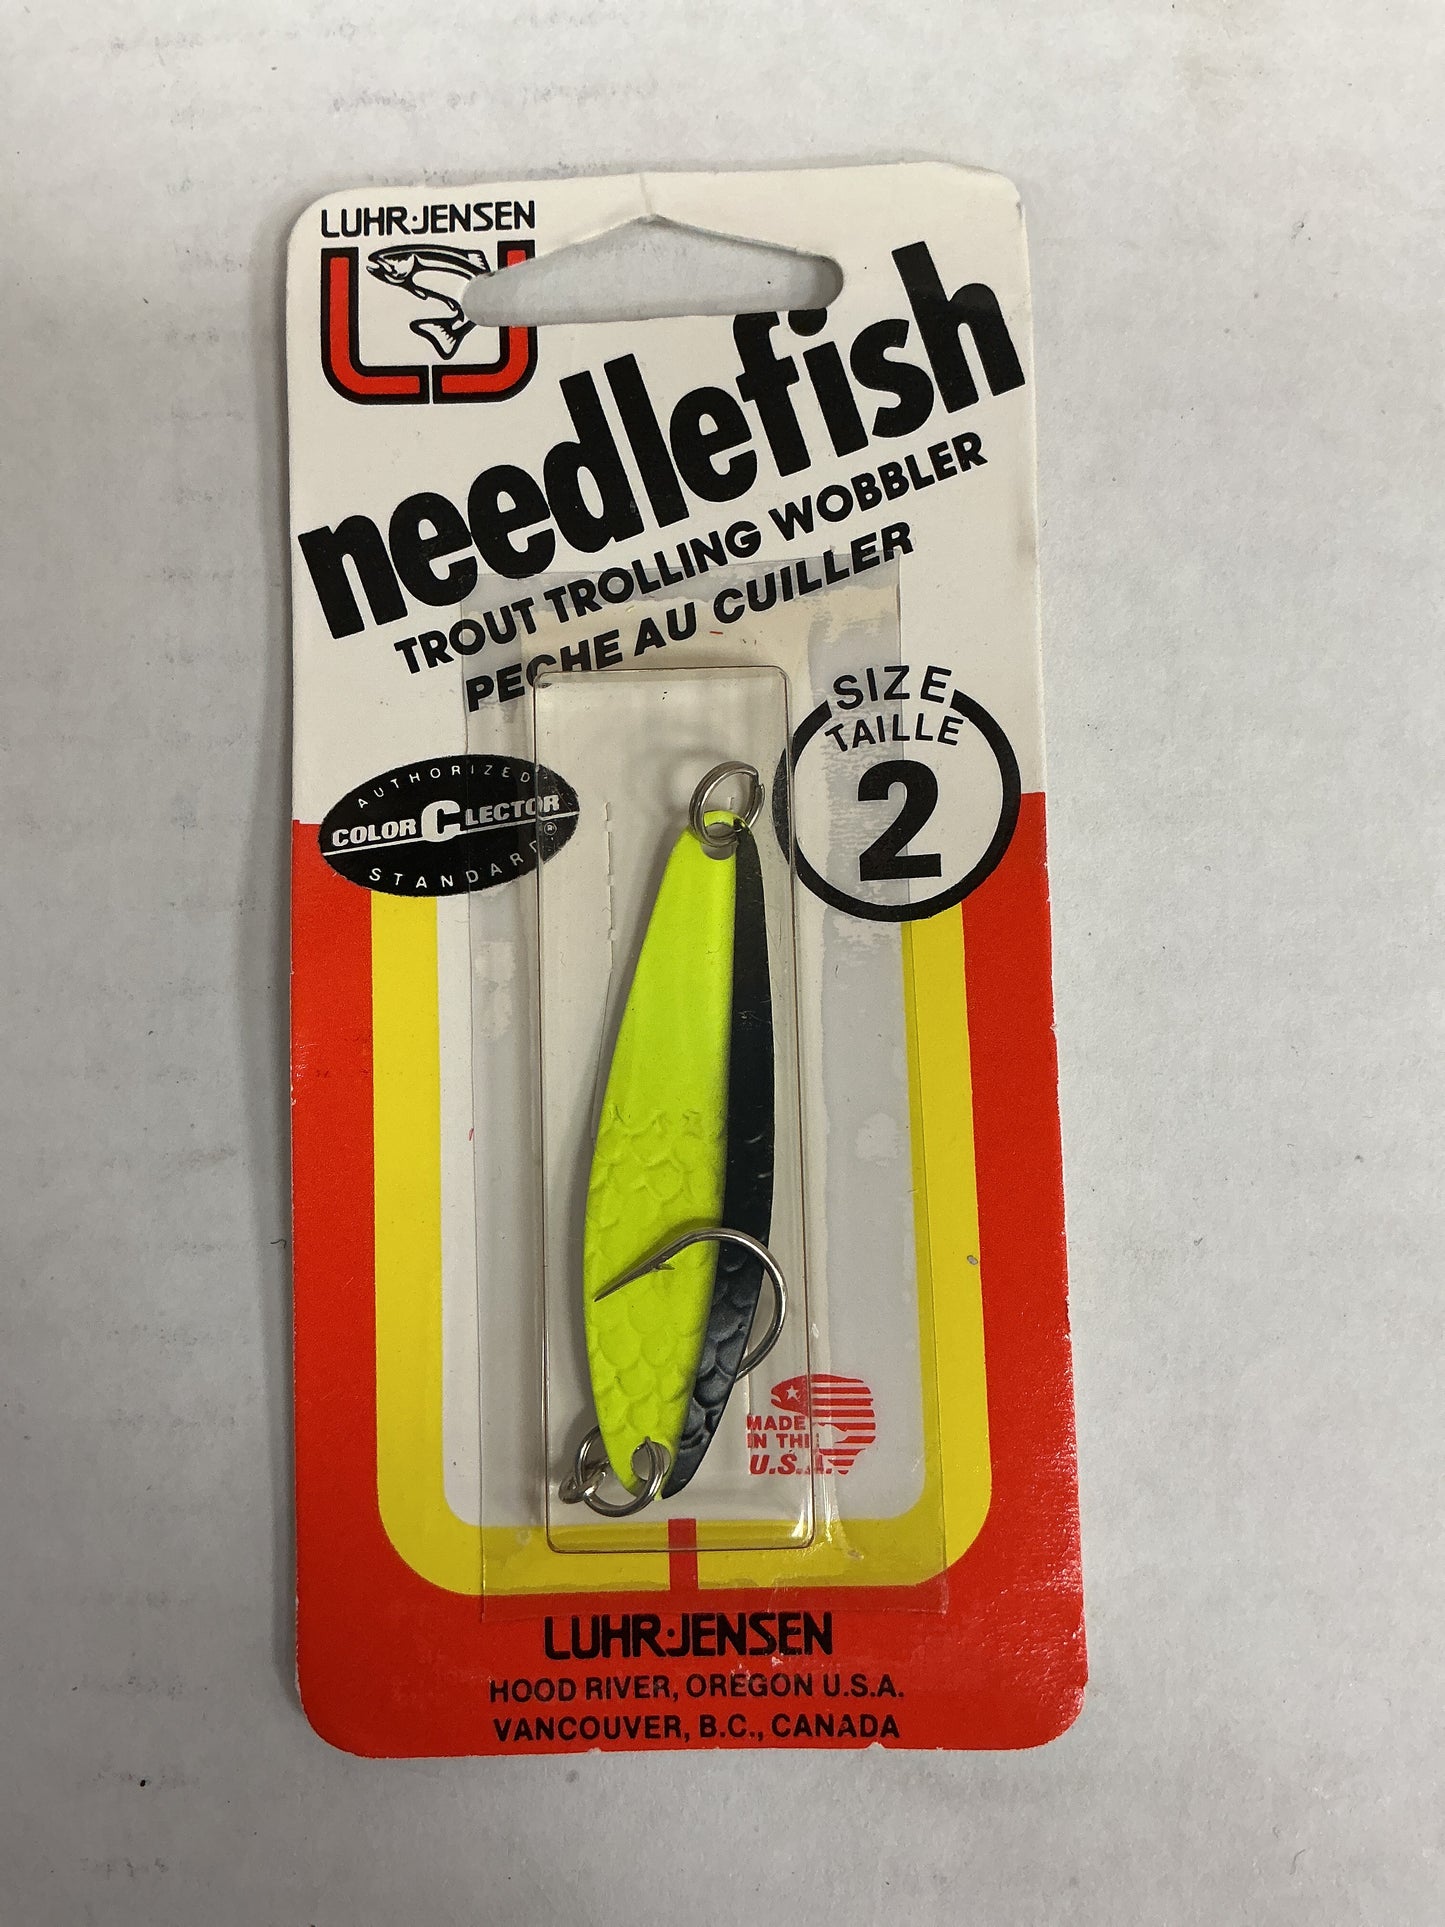 LUHR·JENSEN
needlefish
TROUT TROLLING WOBBLER
PECHE AU CUILLER
SIZE
TAILLE
2
AUTHORIZED
COLOR C LECTOR®
STANDARD
MADE
IN THE
U.S.A.
LUHR·JENSEN
HOOD RIVER, OREGON U.S.A.
VANCOUVER, B.C., CANADA